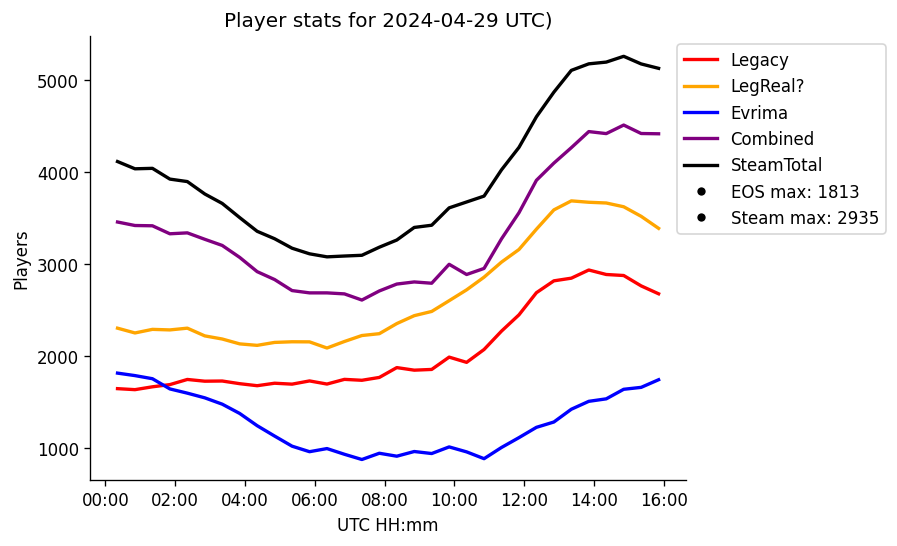 Player stats for 2024-04-29 UTC)
Players
5000
4000
3000
2000
1000
00:00 02:00 04:00 06:00 08:00 10:00 12:00 14:00 16:00
UTC HH:mm
Legacy
LegReal?
Evrima
Combined
SteamTotal
EOS max: 1813
Steam max: 2935